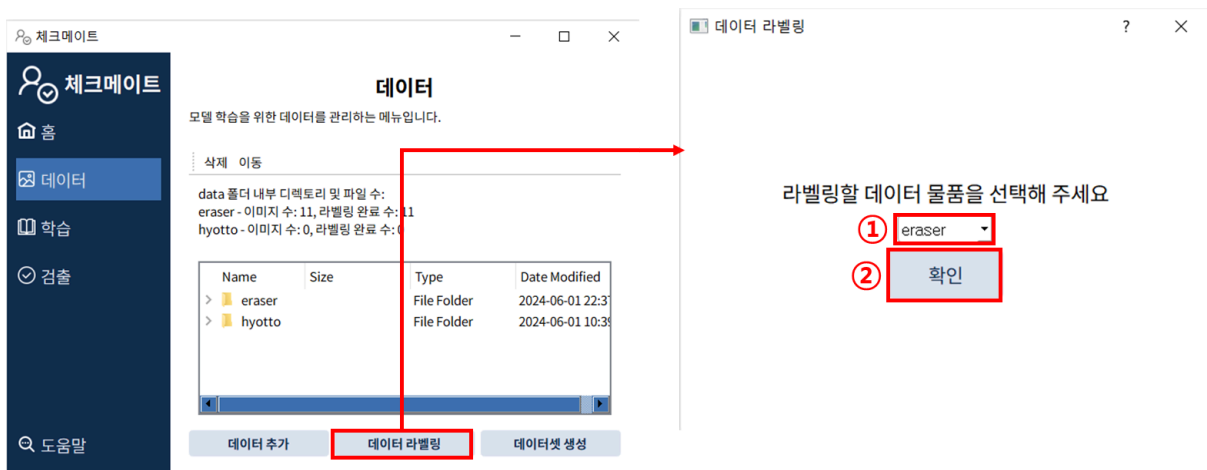 체크메이트
체크메이트
홈
데이터
학습
검출
도움말
데이터
모델 학습을 위한 데이터를 관리하는 메뉴입니다.
삭제 이동
data 폴더 내부 디렉토리 및 파일 수:
eraser - 이미지 수: 11, 라벨링 완료 수: 11
hyotto - 이미지 수: 0, 라벨링 완료 수: 0
Name Size Type Date Modified
eraser File Folder 2024-06-01 22:37
hyotto File Folder 2024-06-01 10:39
데이터 추가 데이터 라벨링 데이터셋 생성
데이터 라벨링 ?
라벨링할 데이터 물품을 선택해 주세요
① eraser
② 확인